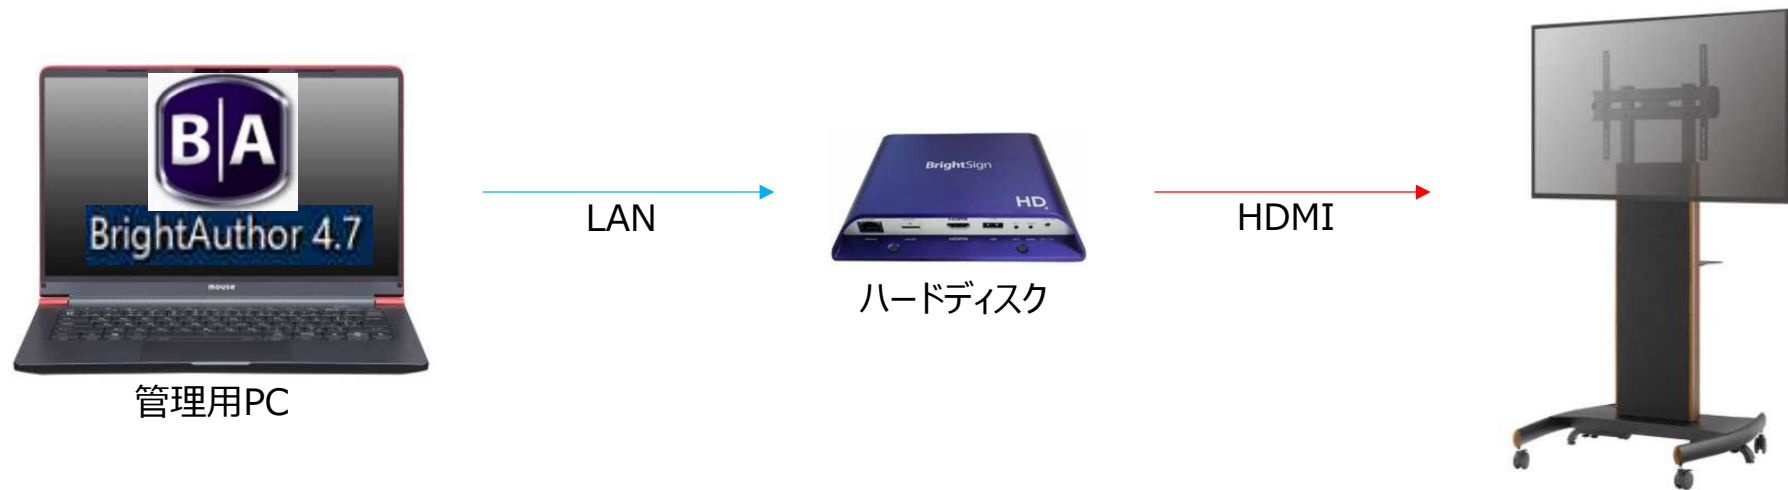 B|A
BrightAuthor 4.7
mouse
管理用PC
LAN
BrightSign
HD
HDMI
ハードディスク
HDMI